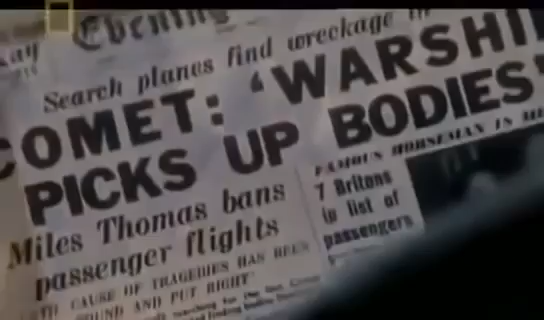 Evening
Search planes find wreckage in
COMET: 'WARSHI
PICKS UP BODIES'
Miles Thomas bans
passenger flights
FAMOUS HORSEMAN IS
7 Britons
in list of
passengers
CAUSE OF TRAGEDIES HAS BEEN
FOUND AND PUT RIGHT'